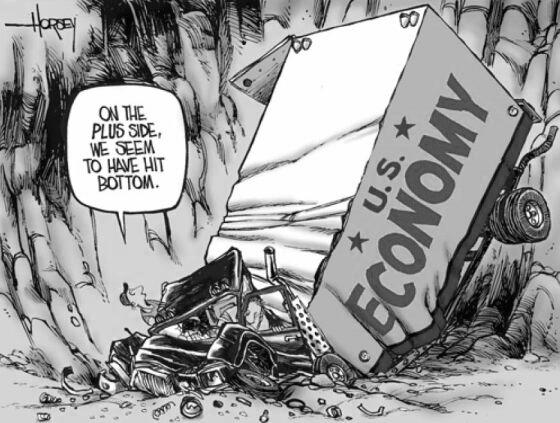 HORSEY
ON THE
PLUS SIDE,
WE SEEM
TO HAVE HIT
BOTTOM.
★ U.S. ★
ECONOMY